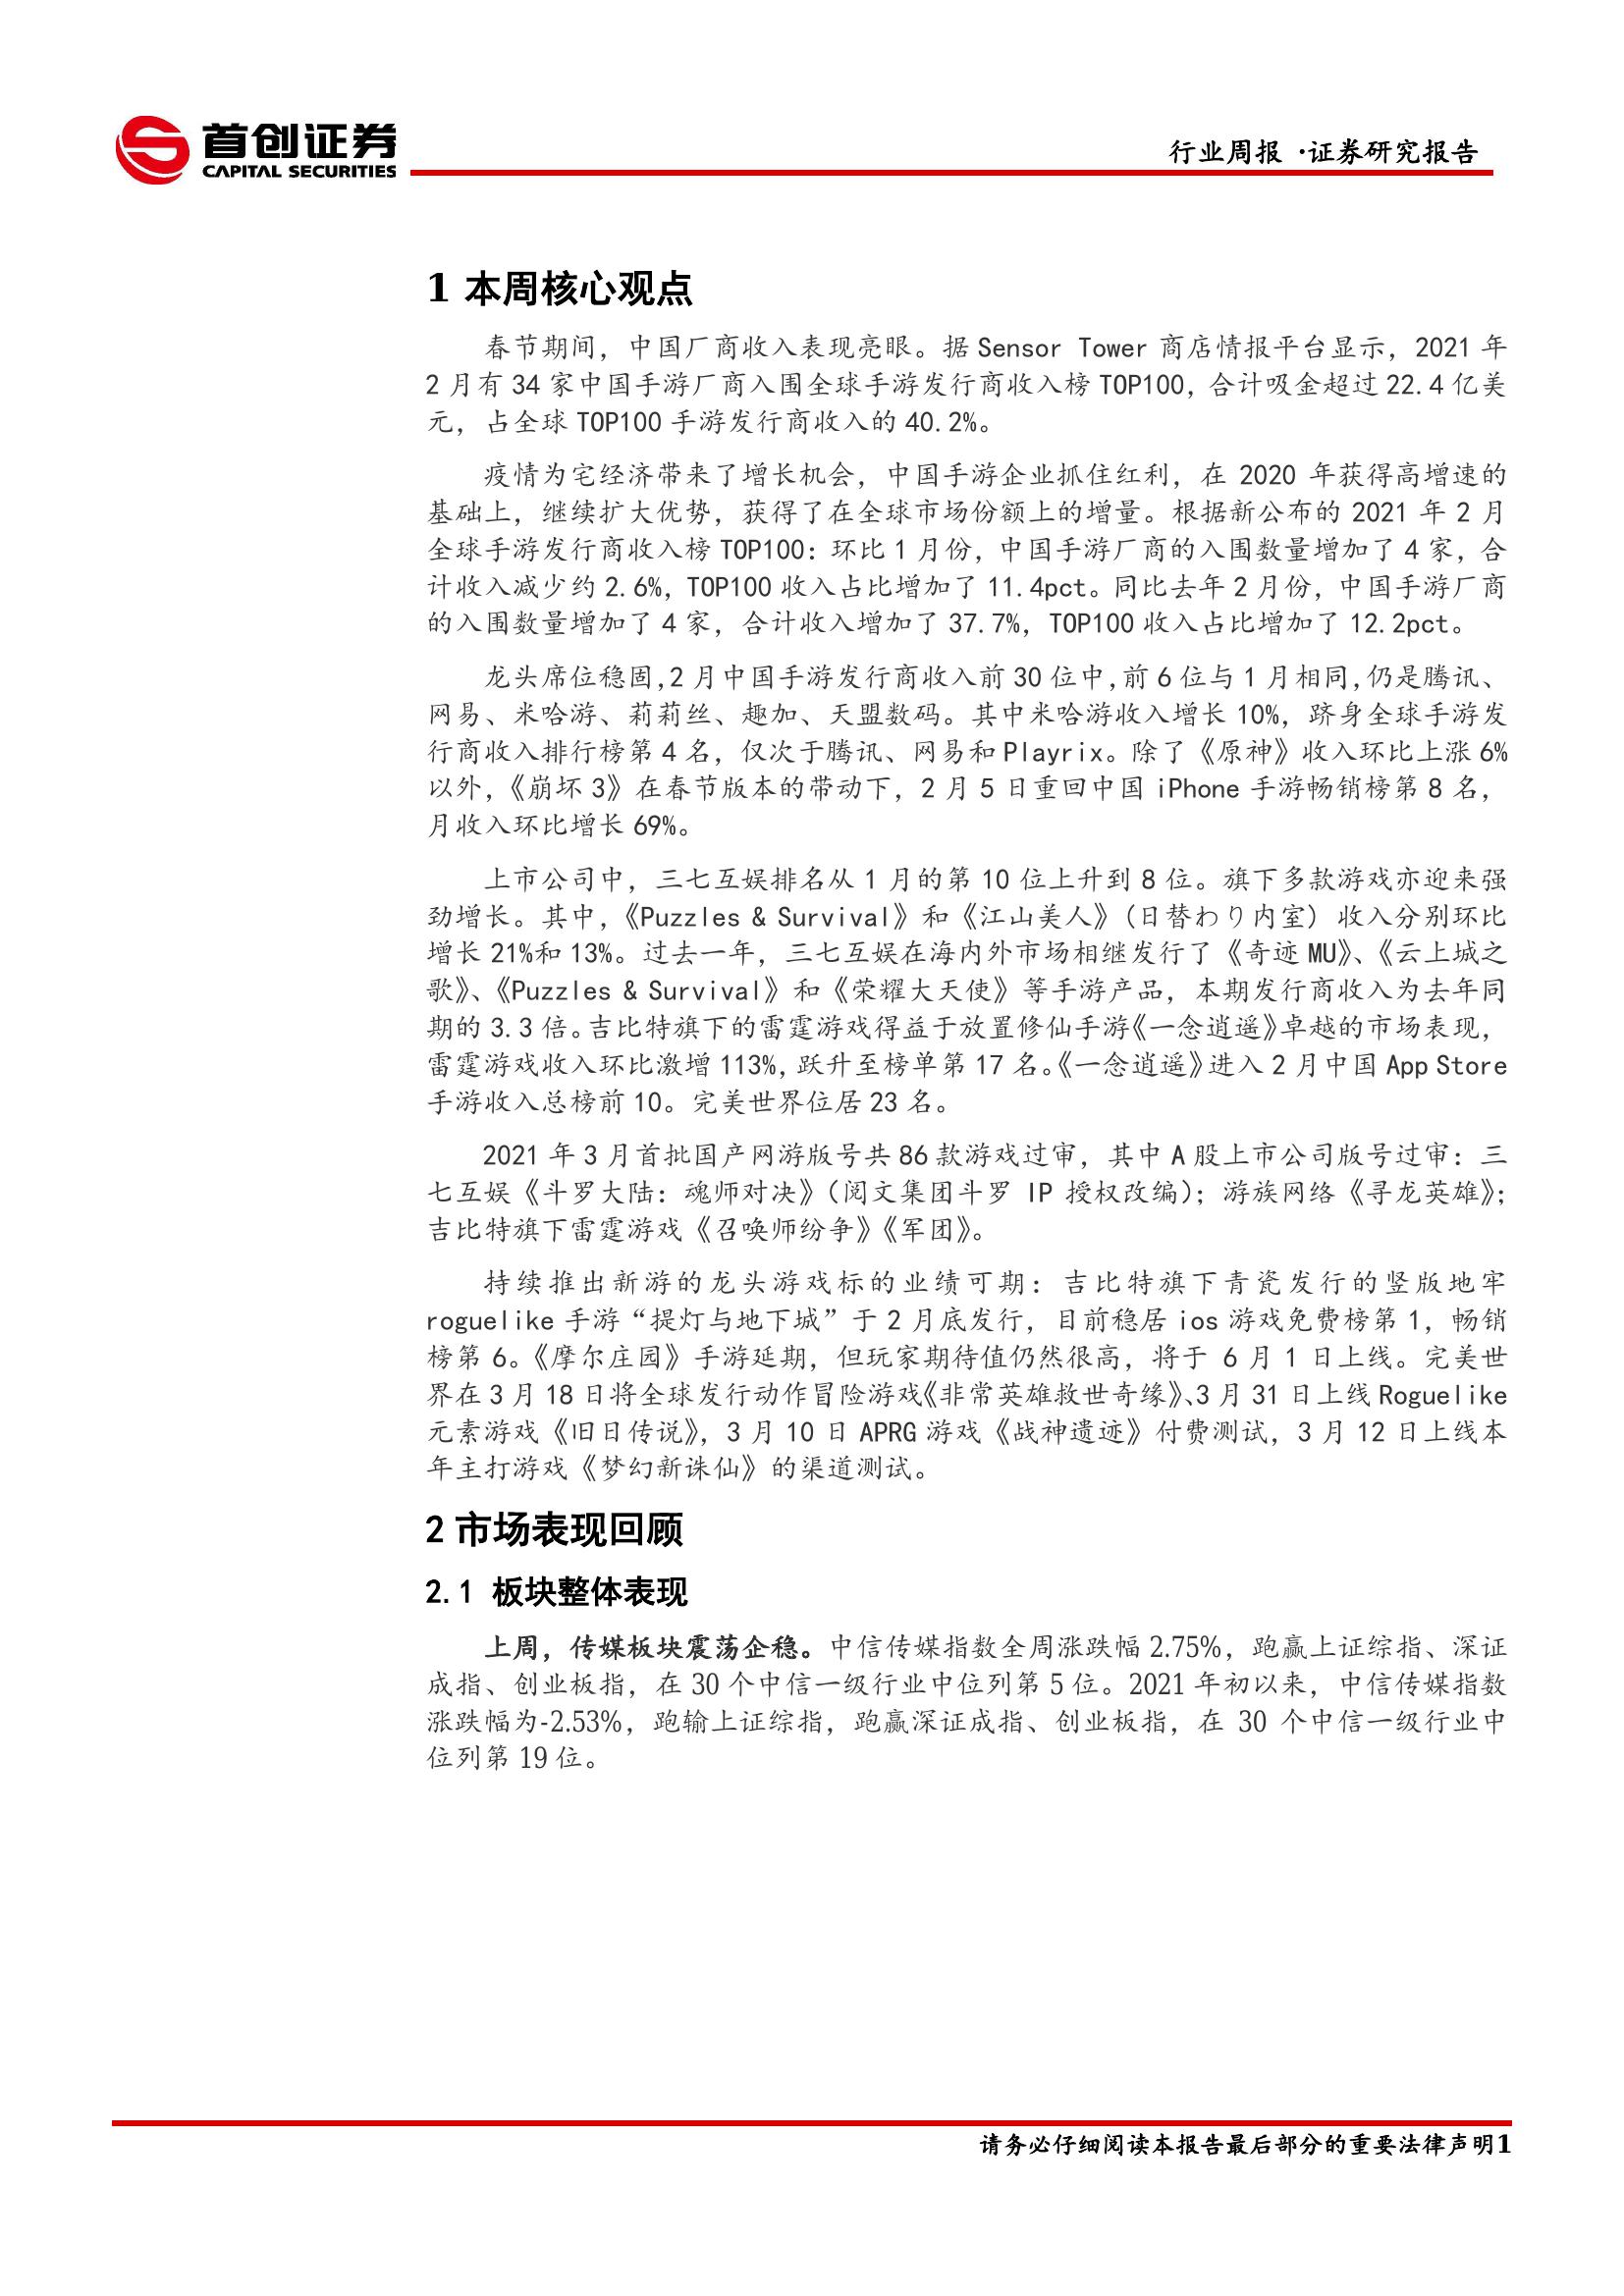 首创证券
CAPITAL SECURITIES
行业周报 ·证券研究报告
1 本周核心观点
春节期间，中国厂商收入表现亮眼。据 Sensor Tower 商店情报平台显示，2021 年
2 月有 34 家中国手游厂商入围全球手游发行商收入榜 TOP100，合计吸金超过 22.4 亿美
元，占全球 TOP100 手游发行商收入的 40.2%。
疫情为宅经济带来了增长机会，中国手游企业抓住红利，在 2020 年获得高增速的
基础上，继续扩大优势，获得了在全球市场份额上的增量。根据新公布的 2021 年 2 月
全球手游发行商收入榜 TOP100：环比 1 月份，中国手游厂商的入围数量增加了 4 家，合
计收入减少约 2.6%，TOP100 收入占比增加了 11.4pct。同比去年 2 月份，中国手游厂商
的入围数量增加了 4 家，合计收入增加了 37.7%，TOP100 收入占比增加了 12.2pct。
龙头席位稳固，2 月中国手游发行商收入前 30 位中，前 6 位与 1 月相同，仍是腾讯、
网易、米哈游、莉莉丝、趣加、天盟数码。其中米哈游收入增长 10%，跻身全球手游发
行商收入排行榜第 4 名，仅次于腾讯、网易和 Playrix。除了《原神》收入环比上涨 6%
以外，《崩坏 3》在春节版本的带动下，2 月 5 日重回中国 iPhone 手游畅销榜第 8 名，
月收入环比增长 69%。
上市公司中，三七互娱排名从 1 月的第 10 位上升到 8 位。旗下多款游戏亦迎来强
劲增长。其中，《Puzzles & Survival》和《江山美人》（日替わり内室） 收入分别环比
增长 21%和 13%。过去一年，三七互娱在海内外市场相继发行了《奇迹 MU》、《云上城之
歌》、《Puzzles & Survival》和《荣耀大天使》等手游产品，本期发行商收入为去年同
期的 3.3 倍。吉比特旗下的雷霆游戏得益于放置修仙手游《一念逍遥》卓越的市场表现，
雷霆游戏收入环比激增 113%，跃升至榜单第 17 名。《一念逍遥》进入 2 月中国 App Store
手游收入总榜前 10。完美世界位居 23 名。
2021 年 3 月首批国产网游版号共 86 款游戏过审，其中 A 股上市公司版号过审：三
七互娱《斗罗大陆：魂师对决》（阅文集团斗罗 IP 授权改编）；游族网络《寻龙英雄》；
吉比特旗下雷霆游戏《召唤师纷争》《军团》。
持续推出新游的龙头游戏标的业绩可期：吉比特旗下青瓷发行的竖版地牢
roguelike 手游“提灯与地下城”于 2 月底发行，目前稳居 ios 游戏免费榜第 1，畅销
榜第 6。《摩尔庄园》手游延期，但玩家期待值仍然很高，将于 6 月 1 日上线。完美世
界在 3 月 18 日将全球发行动作冒险游戏《非常英雄救世奇缘》、3 月 31 日上线 Roguelike
元素游戏《旧日传说》，3 月 10 日 APRG 游戏《战神遗迹》付费测试，3 月 12 日上线本
年主打游戏《梦幻新诛仙》的渠道测试。
2 市场表现回顾
2.1 板块整体表现
上周，传媒板块震荡企稳。中信传媒指数全周涨跌幅 2.75%，跑赢上证综指、深证
成指、创业板指，在 30 个中信一级行业中位列第 5 位。2021 年初以来，中信传媒指数
涨跌幅为-2.53%，跑输上证综指，跑赢深证成指、创业板指，在 30 个中信一级行业中
位列第 19 位。
请务必仔细阅读本报告最后部分的重要法律声明1